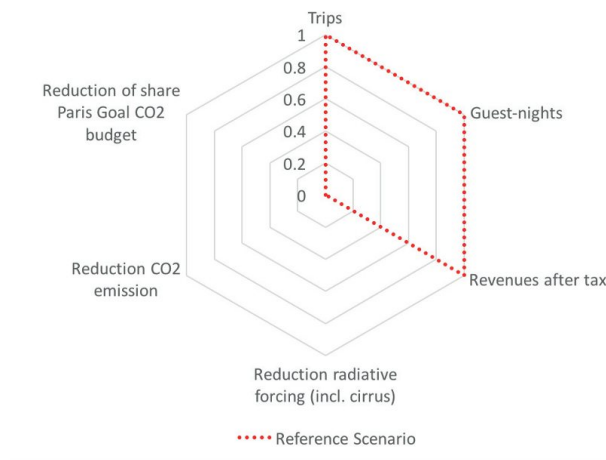 Trips
1
0.8
0.6
0.4
0.2
0
Reduction of share
Paris Goal CO2
budget
Guest-nights
Reduction CO2
emission
Revenues after tax
Reduction radiative
forcing (incl. cirrus)
Reference Scenario